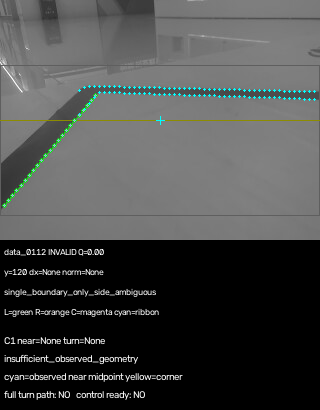 data_0112 INVALID Q=0.00
y=120 dx=None norm=None
single_boundary_only_side_ambiguous
L=green R=orange C=magenta cyan=ribbon
C1 near=None turn=None
insufficient_observed_geometry
cyan=observed near midpoint yellow=corner
full turn path: NO control ready: NO